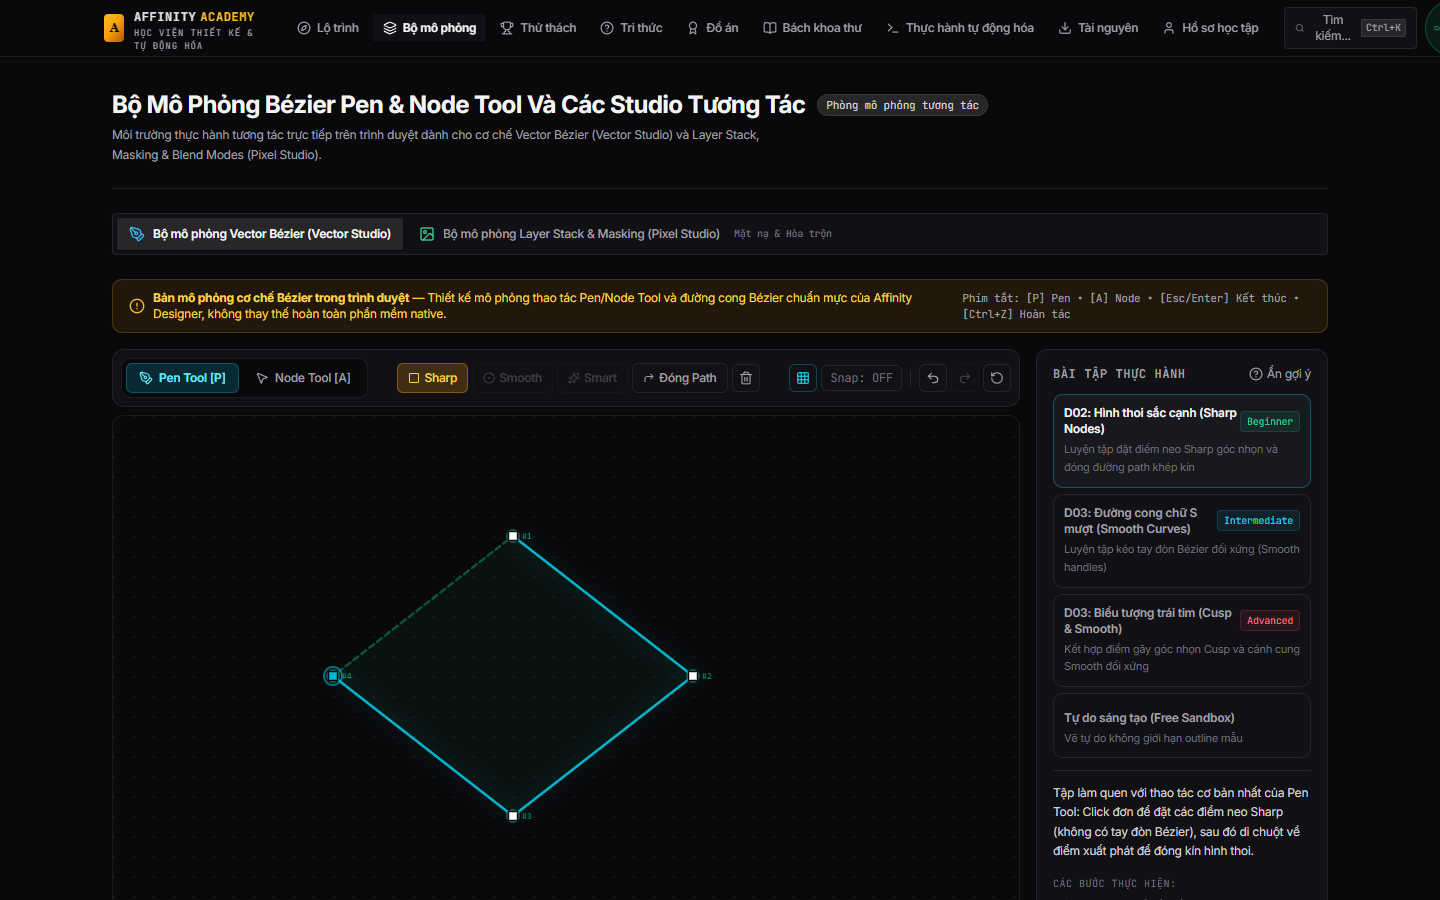 A
AFFINITY ACADEMY
HỌC VIỆN THIẾT KẾ &
TỰ ĐỘNG HÓA
Lộ trình
Bộ mô phỏng
Thử thách
Tri thức
Đồ án
Bách khoa thư
Thực hành tự động hóa
Tài nguyên
Hồ sơ học tập
Tìm kiếm...
Ctrl+K
Bộ Mô Phỏng Bézier Pen & Node Tool Và Các Studio Tương Tác
Phòng mô phỏng tương tác
Môi trường thực hành tương tác trực tiếp trên trình duyệt dành cho cơ chế Vector Bézier (Vector Studio) và Layer Stack,
Masking & Blend Modes (Pixel Studio).
Bộ mô phỏng Vector Bézier (Vector Studio)
Bộ mô phỏng Layer Stack & Masking (Pixel Studio)
Mặt nạ & Hòa trộn
Bản mô phỏng cơ chế Bézier trong trình duyệt — Thiết kế mô phỏng thao tác Pen/Node Tool và đường cong Bézier chuẩn mực của Affinity
Designer, không thay thế hoàn toàn phần mềm native.
Phím tắt: [P] Pen • [A] Node • [Esc/Enter] Kết thúc •
[Ctrl+Z] Hoàn tác
Pen Tool [P]
Node Tool [A]
Sharp
Smooth
Smart
Đóng Path
Snap: OFF
#1
#2
#3
#4
BÀI TẬP THỰC HÀNH
Ẩn gợi ý
D02: Hình thoi sắc cạnh (Sharp
Nodes)
Beginner
Luyện tập đặt điểm neo Sharp góc nhọn và
đóng đường path khép kín
D03: Đường cong chữ S
mượt (Smooth Curves)
Intermediate
Luyện tập kéo tay đòn Bézier đối xứng (Smooth
handles)
D03: Biểu tượng trái tim (Cusp
& Smooth)
Advanced
Kết hợp điểm gãy góc nhọn Cusp và cánh cung
Smooth đối xứng
Tự do sáng tạo (Free Sandbox)
Vẽ tự do không giới hạn outline mẫu
Tập làm quen với thao tác cơ bản nhất của Pen
Tool: Click đơn để đặt các điểm neo Sharp
(không có tay đòn Bézier), sau đó di chuột về
điểm xuất phát để đóng kín hình thoi.
CÁC BƯỚC THỰC HIỆN: